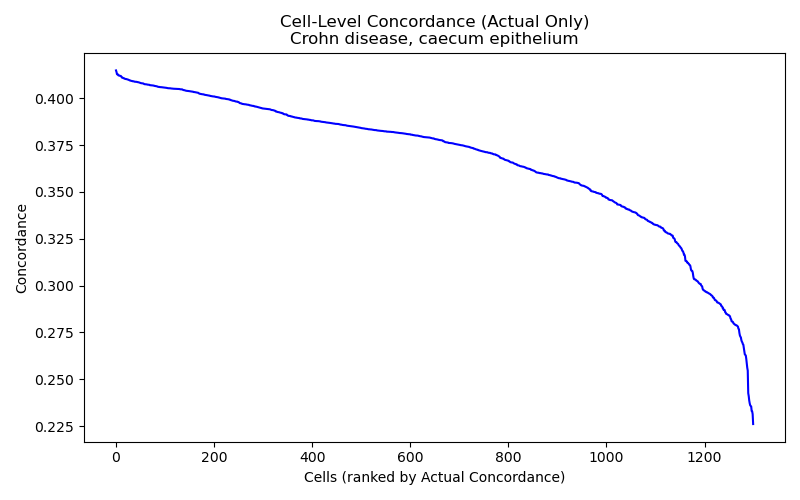 Cell-Level Concordance (Actual Only)
Crohn disease, caecum epithelium
0.400
0.375
0.350
0.325
0.300
0.275
0.250
0.225
Concordance
0 200 400 600 800 1000 1200
Cells (ranked by Actual Concordance)